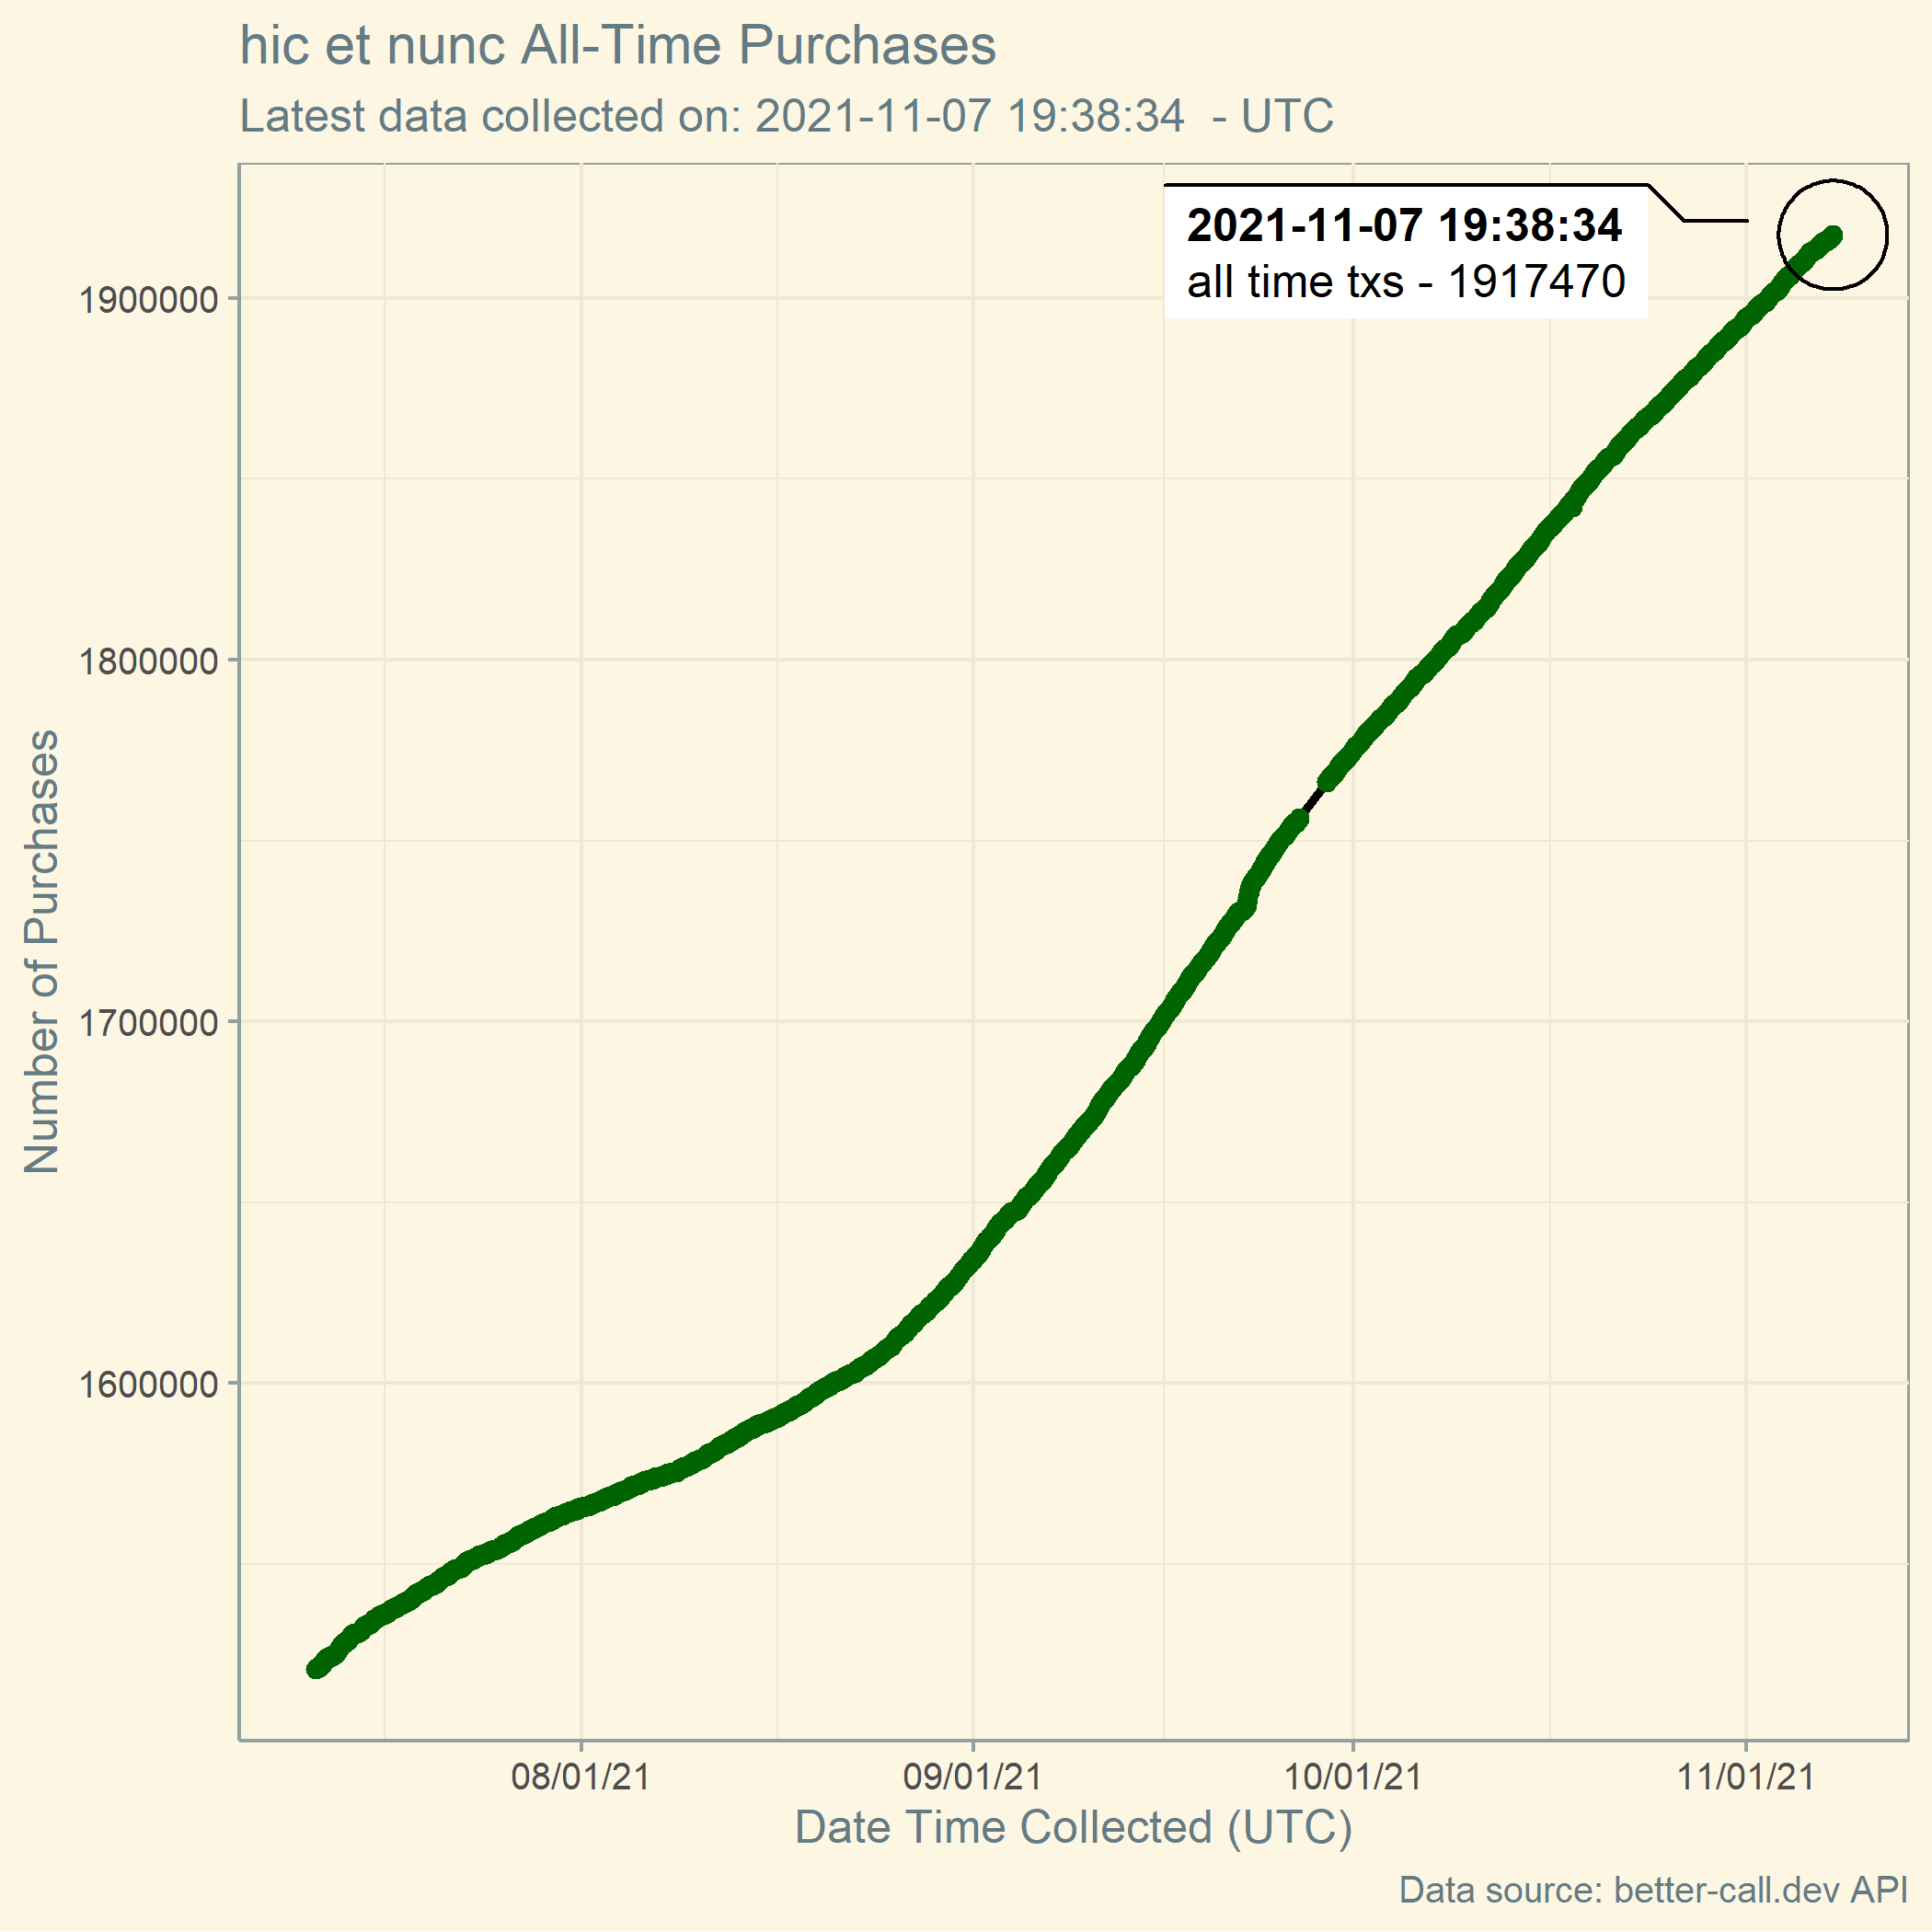 hic et nunc All-Time Purchases
Latest data collected on: 2021-11-07 19:38:34  - UTC
2021-11-07 19:38:34
all time txs - 1917470
1900000
1800000
1700000
1600000
Number of Purchases
08/01/21
09/01/21
10/01/21
11/01/21
Date Time Collected (UTC)
Data source: better-call.dev API